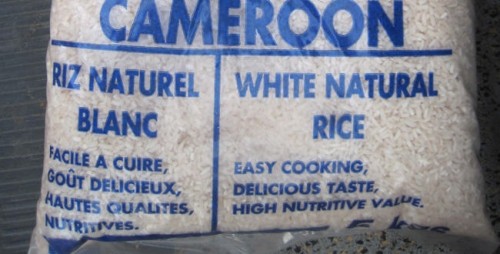 CAMEROON
RIZ NATUREL
BLANC
FACILE A CUIRE,
GOÛT DELICIEUX,
HAUTES QUALITES,
NUTRITIVES.
WHITE NATURAL
RICE
EASY COOKING,
DELICIOUS TASTE,
HIGH NUTRITIVE VALUE.